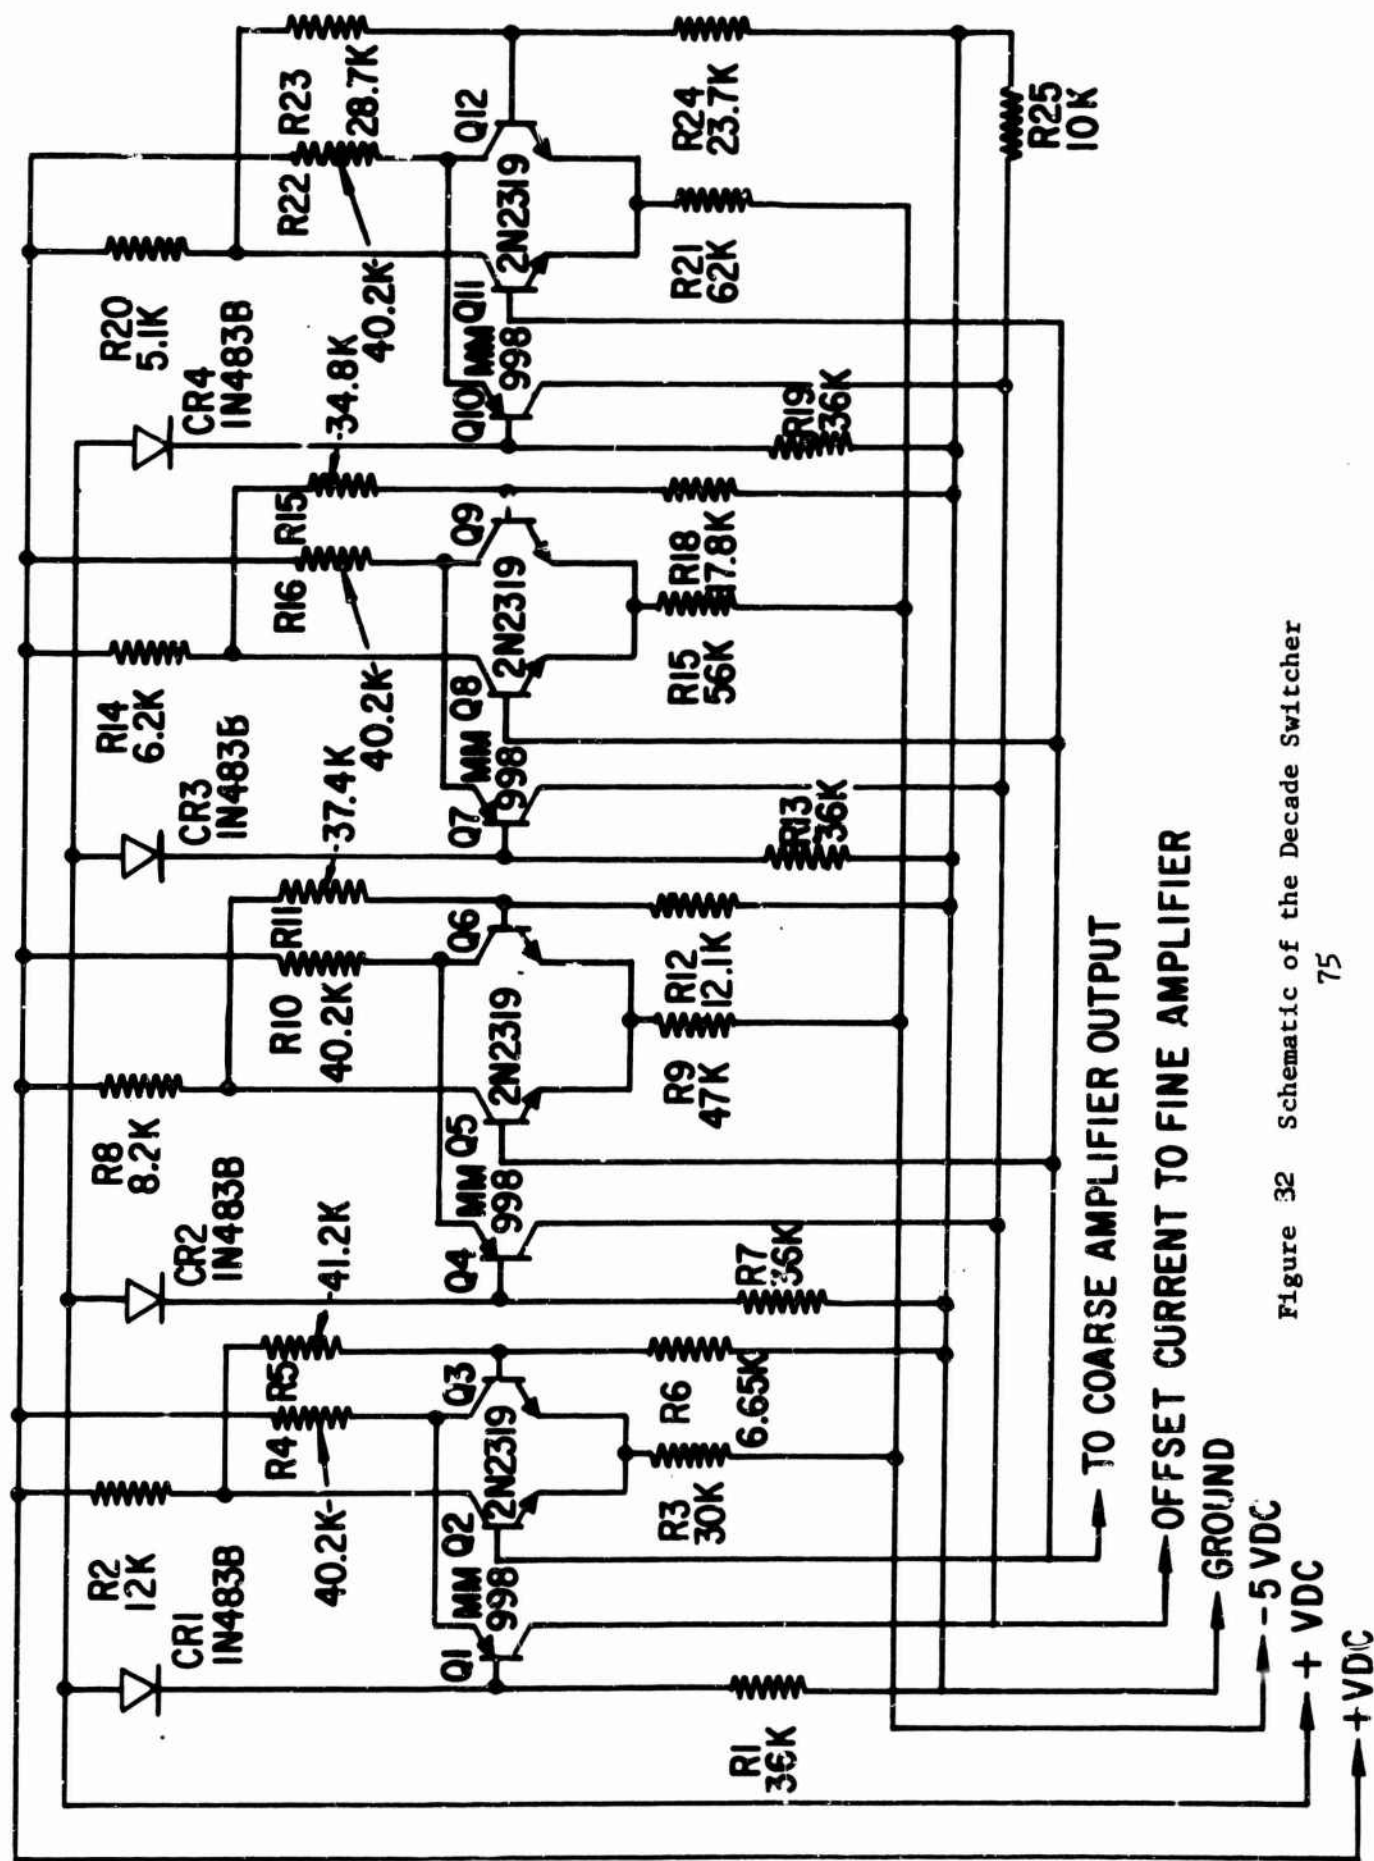 R2
12K
CR1
1N483B
R4
40.2K
R5
41.2K
Q1
MM
998
Q2
2N2319
Q3
R3
30K
R6
6.65K
R1
36K
R8
8.2K
CR2
1N483B
R10
40.2K
R11
37.4K
Q4
MM
998
Q5
2N2319
Q6
R9
47K
R12
12.1K
R7
36K
R14
6.2K
CR3
1N483B
R16
40.2K
R15
34.8K
Q7
MM
998
Q8
2N2319
Q9
R15
56K
R18
17.8K
R13
36K
R20
5.1K
CR4
1N483B
R22
40.2K
R23
28.7K
Q10
MM
998
Q11
2N2319
Q12
R21
62K
R24
23.7K
R19
36K
R25
10K
TO COARSE AMPLIFIER OUTPUT
OFFSET CURRENT TO FINE AMPLIFIER
GROUND
-5 VDC
+ VDC
+VDC
Figure 32 Schematic of the Decade Switcher
75